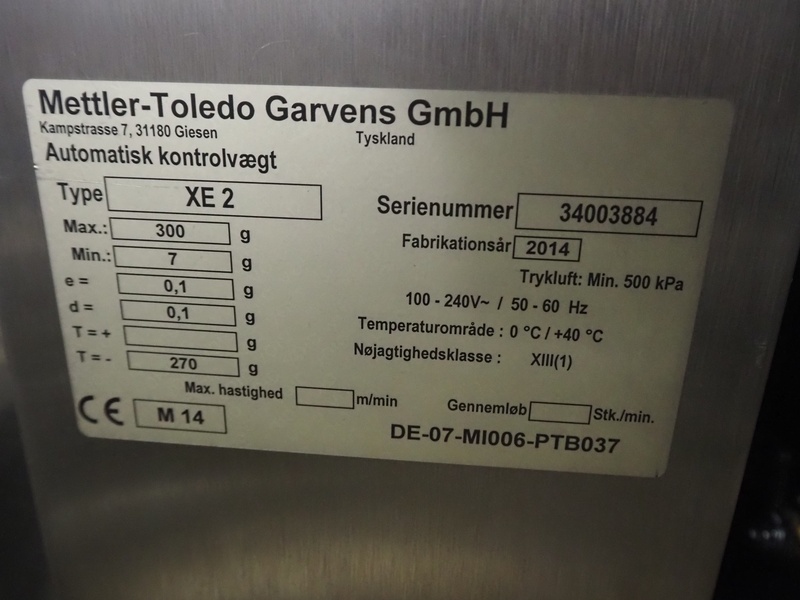 Mettler-Toledo Garvens GmbH
Kampstrasse 7, 31180 Giesen
Tyskland
Automatisk kontrolvægt
Type XE 2
Serienummer 34003884
Max.: 300 g
Fabrikationsår 2014
Min.: 7 g
Trykluft: Min. 500 kPa
e = 0,1 g
100 - 240V~ / 50 - 60 Hz
d = 0,1 g
Temperaturområde : 0 °C / +40 °C
T = + g
Nøjagtighedsklasse : XIII(1)
T = - 270 g
Max. hastighed m/min
Gennemløb Stk./min.
CE M 14
DE-07-MI006-PTB037